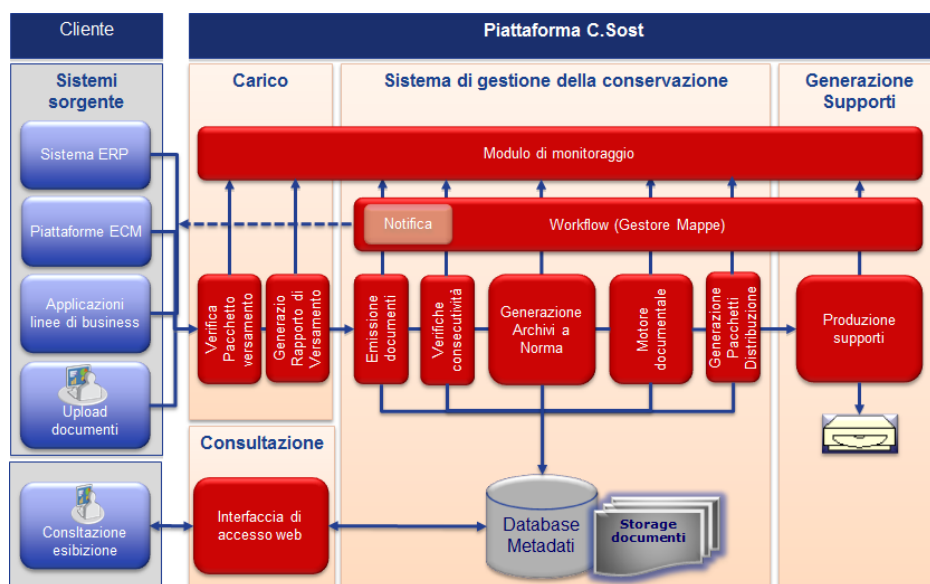 Cliente
Piattaforma C.Sost
Sistemi
sorgente
Carico
Sistema di gestione della conservazione
Generazione
Supporti
Sistema ERP
Modulo di monitoraggio
Piattaforme ECM
Notifica
Workflow (Gestore Mappe)
Applicazioni
linee di business
Verifica
Pacchetto
versamento
Generazio
Rapporto di
Versamento
Emissione
documenti
Verifiche
consecutività
Generazione
Archivi a
Norma
Motore
documentale
Generazione
Pacchetti
Distribuzione
Produzione
supporti
Upload
documenti
Consultazione
Consltazione
esibizione
Interfaccia di
accesso web
Database
Metadati
Storage
documenti